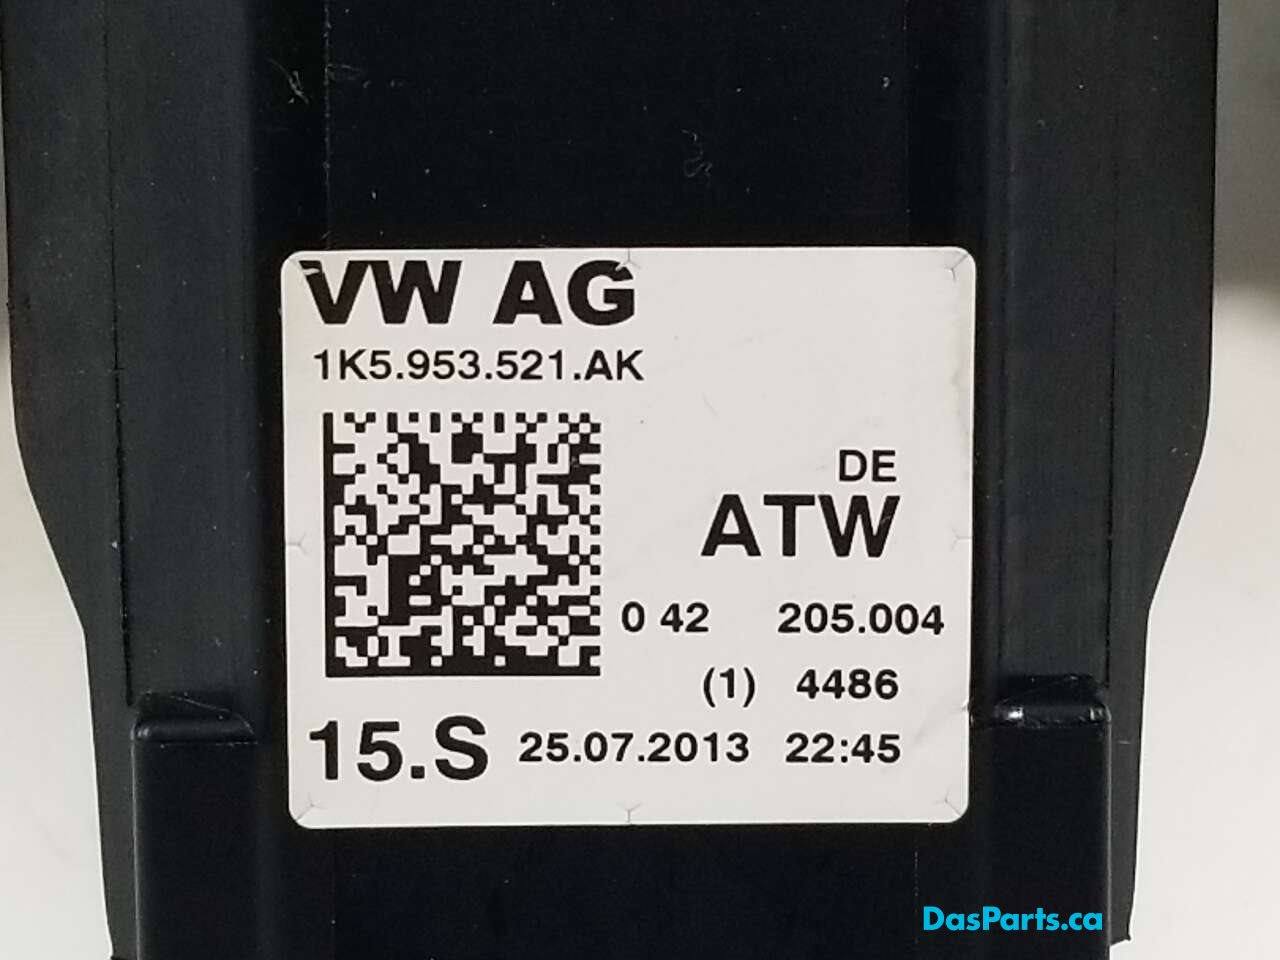 VW AG
1K5.953.521.AK
DE
ATW
0 42 205.004
(1) 4486
15.S 25.07.2013 22:45
DasParts.ca